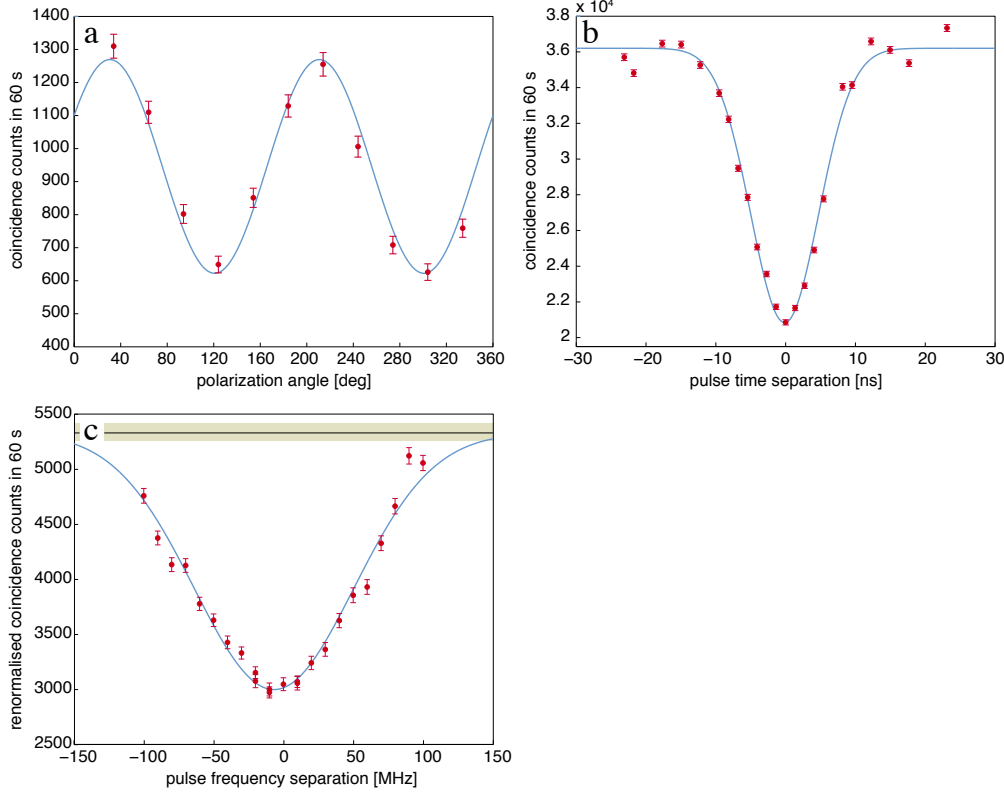 a
1400
1300
1200
1100
1000
900
800
700
600
500
400
0 40 80 120 160 200 240 280 320 360
polarization angle [deg]
coincidence counts in 60 s
b
x 10⁴
3.8
3.6
3.4
3.2
3
2.8
2.6
2.4
2.2
2
−30 −20 −10 0 10 20 30
pulse time separation [ns]
coincidence counts in 60 s
c
5500
5000
4500
4000
3500
3000
2500
−150 −100 −50 0 50 100 150
pulse frequency separation [MHz]
renormalised coincidence counts in 60 s